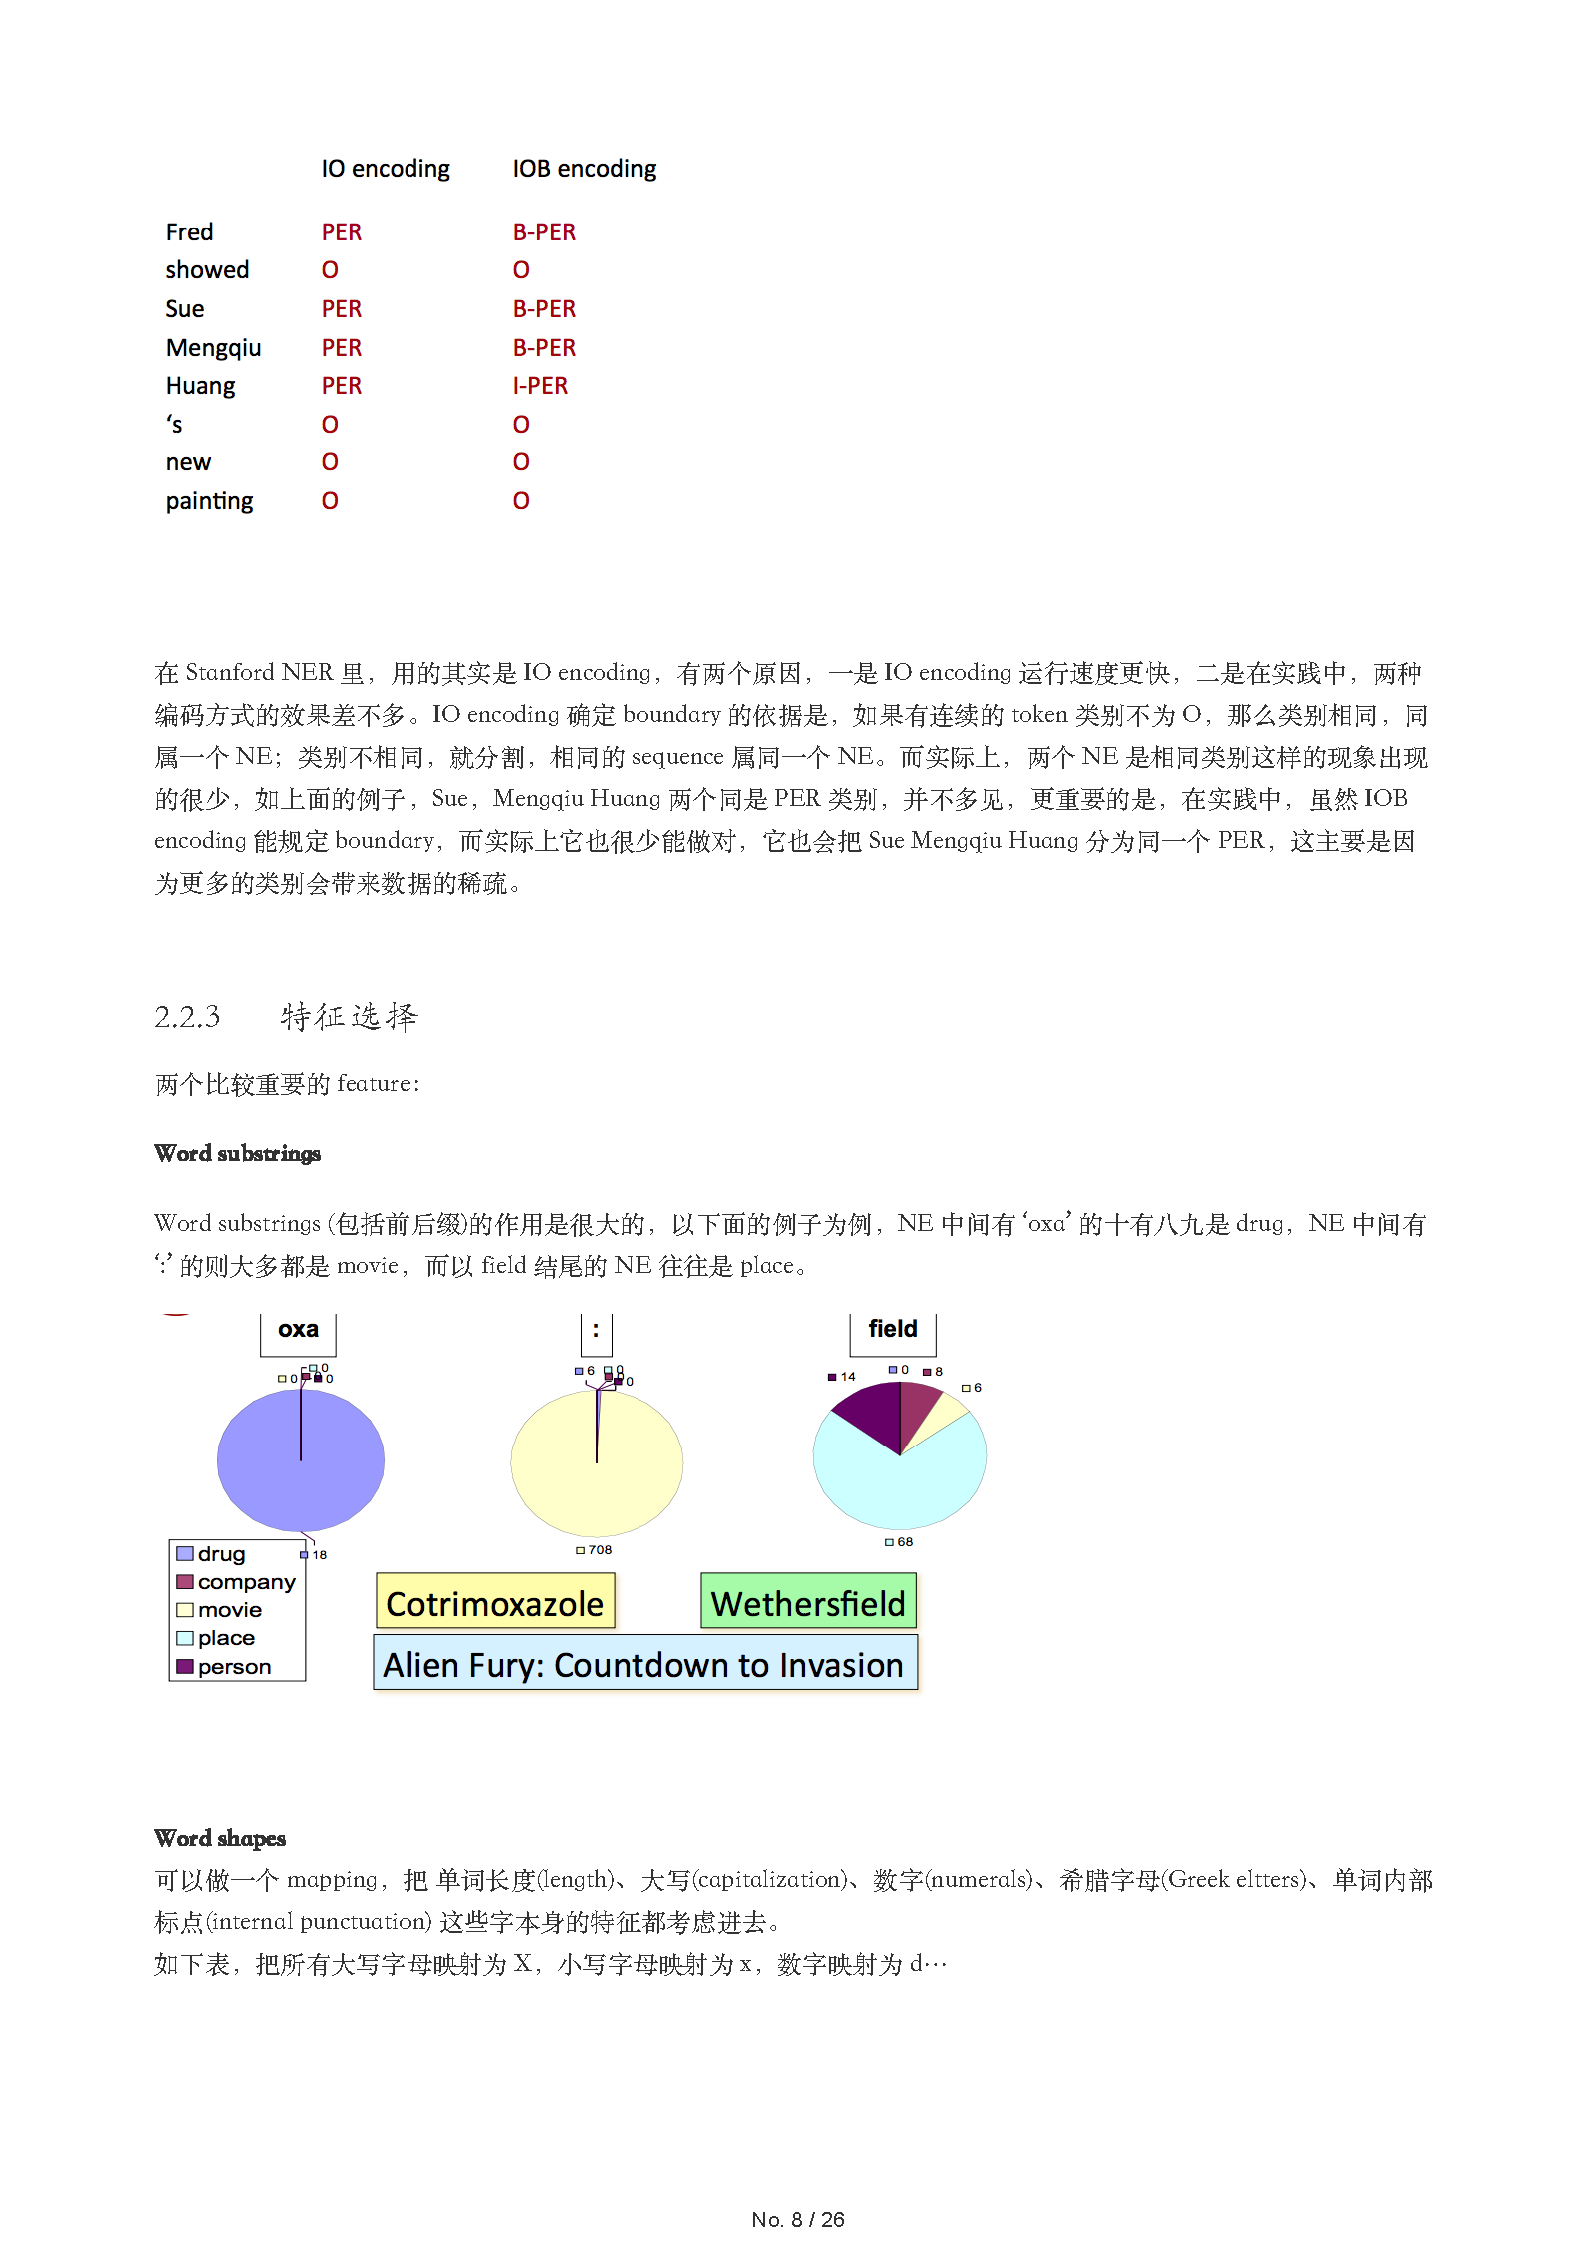 IO encoding IOB encoding
Fred PER B-PER
showed O O
Sue PER B-PER
Mengqiu PER B-PER
Huang PER I-PER
‘s O O
new O O
painting O O
在 Stanford NER 里，用的其实是 IO encoding，有两个原因，一是 IO encoding 运行速度更快，二是在实践中，两种
编码方式的效果差不多。IO encoding 确定 boundary 的依据是，如果有连续的 token 类别不为 O，那么类别相同，同
属一个 NE；类别不相同，就分割，相同的 sequence 属同一个 NE。而实际上，两个 NE 是相同类别这样的现象出现
的很少，如上面的例子，Sue，Mengqiu Huang 两个同是 PER 类别，并不多见，更重要的是，在实践中，虽然 IOB
encoding 能规定 boundary，而实际上它也很少能做对，它也会把 Sue Mengqiu Huang 分为同一个 PER，这主要是因
为更多的类别会带来数据的稀疏。
2.2.3 特征选择
两个比较重要的 feature：
Word substrings
Word substrings (包括前后缀)的作用是很大的，以下面的例子为例，NE 中间有 ‘oxa’ 的十有八九是 drug，NE 中间有
‘:’ 的则大多都是 movie，而以 field 结尾的 NE 往往是 place。
oxa : field
0 0 0 0 6 0 0 0 14 0 8 6
18 708 68
drug
company
movie
place
person
Cotrimoxazole Wethersfield
Alien Fury: Countdown to Invasion
Word shapes
可以做一个 mapping，把 单词长度(length)、大写(capitalization)、数字(numerals)、希腊字母(Greek eltters)、单词内部
标点(internal punctuation) 这些字本身的特征都考虑进去。
如下表，把所有大写字母映射为 X，小写字母映射为 x，数字映射为 d…
No. 8 / 26